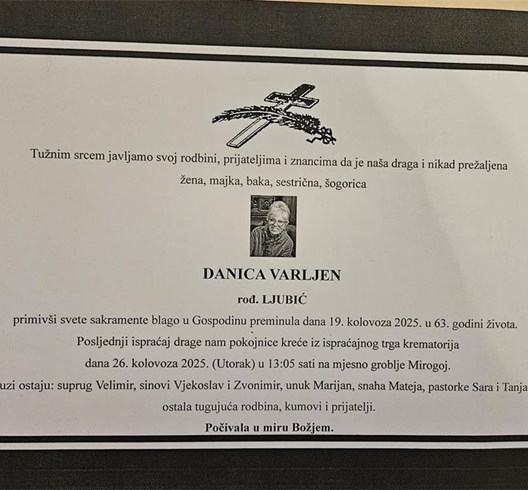 Tužnim srcem javljamo svoj rodbini, prijateljima i znancima da je naša draga i nikad prežaljena
žena, majka, baka, sestrična, šogorica
DANICA VARLJEN
rođ. LJUBIĆ
primivši svete sakramente blago u Gospodinu preminula dana 19. kolovoza 2025. u 63. godini života.
Posljednji ispraćaj drage nam pokojnice kreće iz ispraćajnog trga krematorija
dana 26. kolovoza 2025. (Utorak) u 13:05 sati na mjesno groblje Mirogoj.
uzi ostaju: suprug Velimir, sinovi Vjekoslav i Zvonimir, unuk Marijan, snaha Mateja, pastorke Sara i Tanja
ostala tugujuća rodbina, kumovi i prijatelji.
Počivala u miru Božjem.